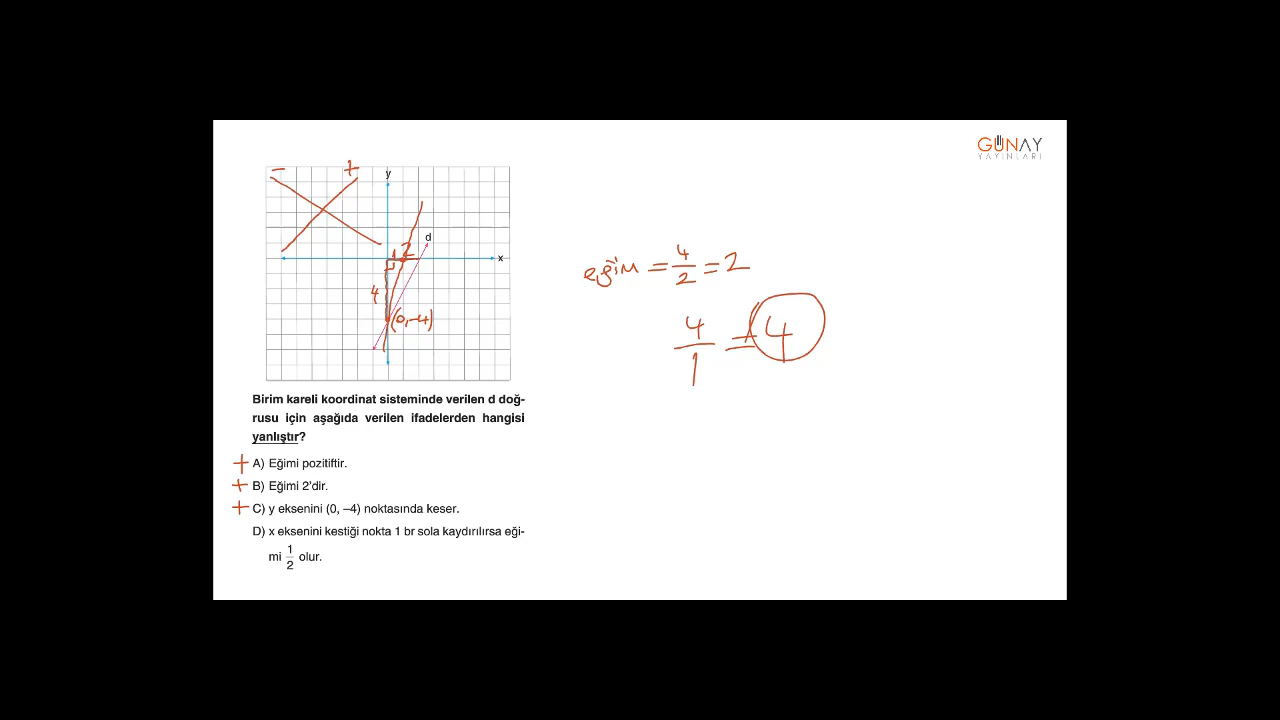 GÜNAY
YAYINLARI
− +
y
d
1 2
x
4
(0,-4)
eğim = 4/2 = 2
4/1 = 4
Birim kareli koordinat sisteminde verilen d doğ-
rusu için aşağıda verilen ifadelerden hangisi
yanlıştır?
+ A) Eğimi pozitiftir.
+ B) Eğimi 2'dir.
+ C) y eksenini (0, –4) noktasında keser.
D) x eksenini kestiği nokta 1 br sola kaydırılırsa eği-
mi 1/2 olur.